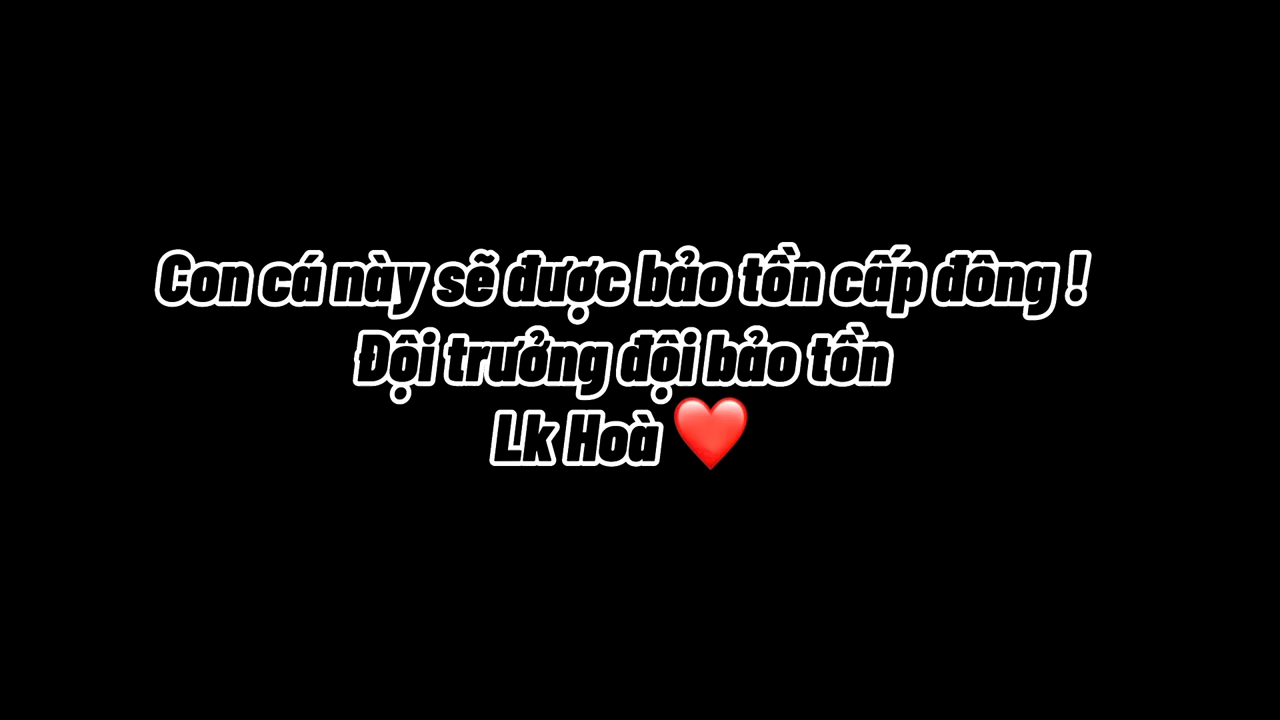 Con cá này sẽ được bảo tồn cấp đông !
Đội trưởng đội bảo tồn
Lk Hoà ❤️